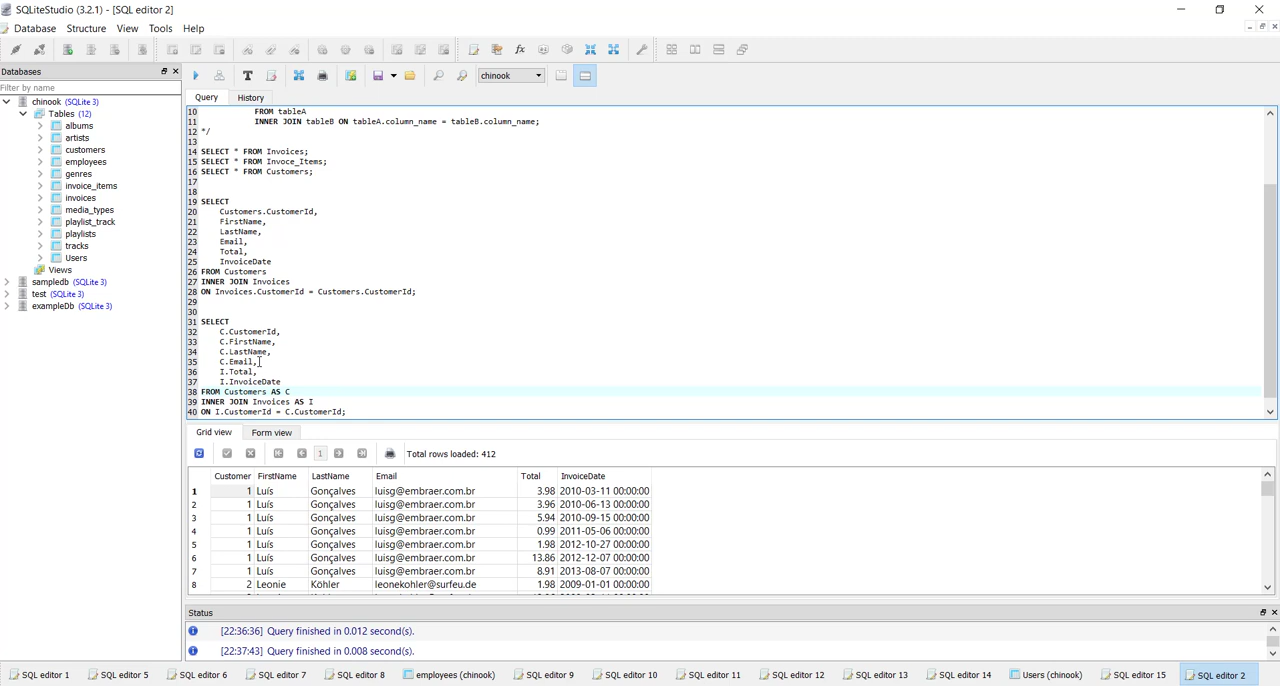 SQLiteStudio (3.2.1) - [SQL editor 2]
Database Structure View Tools Help
Databases
chinook
Filter by name
Query History
chinook (SQLite 3)
Tables (12)
albums
artists
customers
employees
genres
invoice_items
invoices
media_types
playlist_track
playlists
tracks
Users
Views
sampledb (SQLite 3)
test (SQLite 3)
exampleDb (SQLite 3)
10 FROM tableA
11 INNER JOIN tableB ON tableA.column_name = tableB.column_name;
12 */
13
14 SELECT * FROM Invoices;
15 SELECT * FROM Invoce_Items;
16 SELECT * FROM Customers;
17
18
19 SELECT
20 Customers.CustomerId,
21 FirstName,
22 LastName,
23 Email,
24 Total,
25 InvoiceDate
26 FROM Customers
27 INNER JOIN Invoices
28 ON Invoices.CustomerId = Customers.CustomerId;
29
30
31 SELECT
32 C.CustomerId,
33 C.FirstName,
34 C.LastName,
35 C.Email,
36 I.Total,
37 I.InvoiceDate
38 FROM Customers AS C
39 INNER JOIN Invoices AS I
40 ON I.CustomerId = C.CustomerId;
Grid view Form view
1 Total rows loaded: 412
Customer FirstName LastName Email Total InvoiceDate
1 1 Luís Gonçalves luisg@embraer.com.br 3.98 2010-03-11 00:00:00
2 1 Luís Gonçalves luisg@embraer.com.br 3.96 2010-06-13 00:00:00
3 1 Luís Gonçalves luisg@embraer.com.br 5.94 2010-09-15 00:00:00
4 1 Luís Gonçalves luisg@embraer.com.br 0.99 2011-05-06 00:00:00
5 1 Luís Gonçalves luisg@embraer.com.br 1.98 2012-10-27 00:00:00
6 1 Luís Gonçalves luisg@embraer.com.br 13.86 2012-12-07 00:00:00
7 1 Luís Gonçalves luisg@embraer.com.br 8.91 2013-08-07 00:00:00
8 2 Leonie Köhler leonekohler@surfeu.de 1.98 2009-01-01 00:00:00
Status
[22:36:36] Query finished in 0.012 second(s).
[22:37:43] Query finished in 0.008 second(s).
SQL editor 1 SQL editor 5 SQL editor 6 SQL editor 7 SQL editor 8 employees (chinook) SQL editor 9 SQL editor 10 SQL editor 11 SQL editor 12 SQL editor 13 SQL editor 14 Users (chinook) SQL editor 15 SQL editor 2